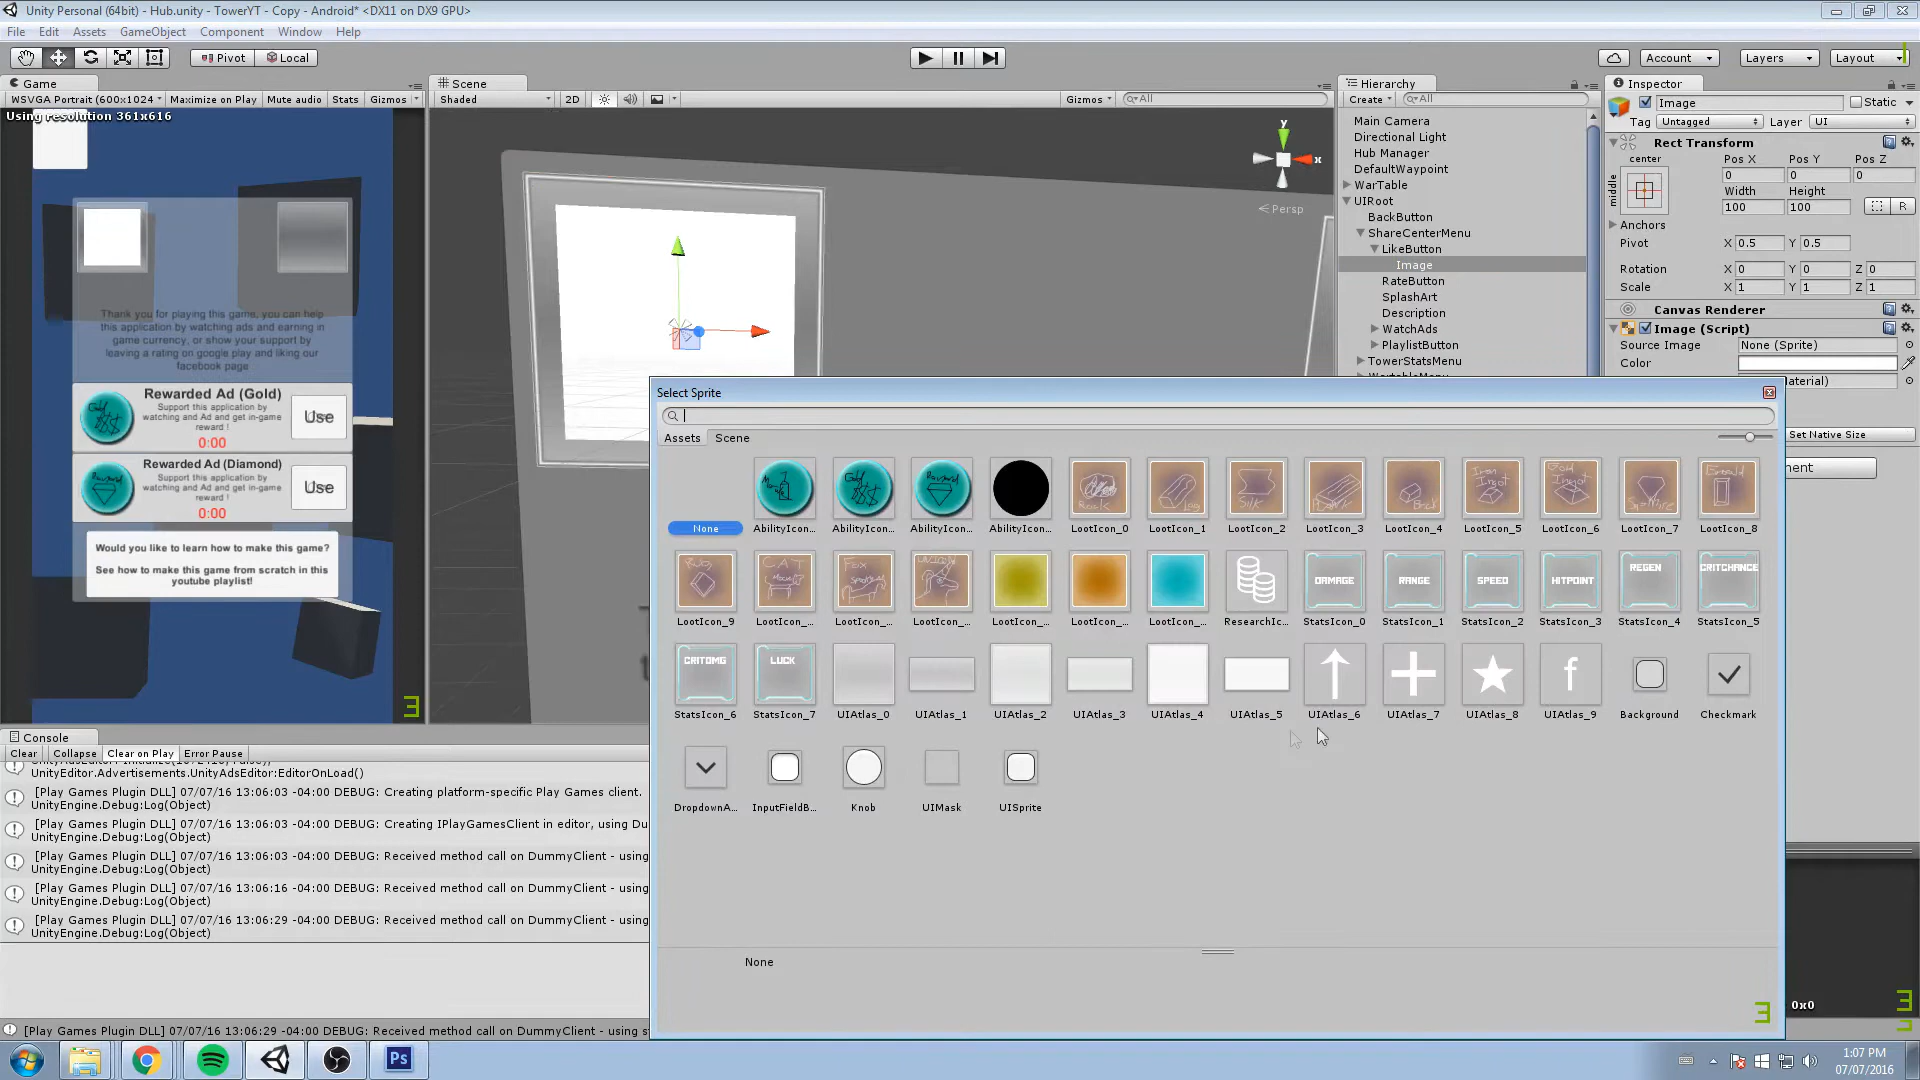 Unity Personal (64bit) - Hub.unity - TowerYT - Copy - Android* <DX11 on DX9 GPU>
File Edit Assets GameObject Component Window Help
Pivot Local Account Layers Layout
Game
WSVGA Portrait (600x1024 Maximize on Play Mute audio Stats Gizmos
Using resolution 361x616
Thank you for playing this game, you can help
this application by watching ads and earning in
game currency, or show your support by
leaving a rating on google play and liking our
facebook page
Rewarded Ad (Gold)
Support this application by
watching and Ad and get in-game
reward !
0:00
Use
Rewarded Ad (Diamond)
Support this application by
watching and Ad and get in-game
reward !
0:00
Use
Would you like to learn how to make this game?
See how to make this game from scratch in this
youtube playlist!
3
Scene
Shaded 2D Gizmos All
y
x
Persp
Hierarchy
Create All
Main Camera
Directional Light
Hub Manager
DefaultWaypoint
WarTable
UIRoot
BackButton
ShareCenterMenu
LikeButton
Image
RateButton
SplashArt
Description
WatchAds
PlaylistButton
TowerStatsMenu
Inspector
Image Static
Tag Untagged Layer UI
Rect Transform
center Pos X Pos Y Pos Z
middle 0 0 0
Width Height
100 100 R
Anchors
Pivot X 0.5 Y 0.5
Rotation X 0 Y 0 Z 0
Scale X 1 Y 1 Z 1
Canvas Renderer
Image (Script)
Source Image None (Sprite)
Color
Material)
Set Native Size
nent
Select Sprite
Assets Scene
None AbilityIcon... AbilityIcon... AbilityIcon... AbilityIcon... LootIcon_0 LootIcon_1 LootIcon_2 LootIcon_3 LootIcon_4 LootIcon_5 LootIcon_6 LootIcon_7 LootIcon_8
DAMAGE RANGE SPEED HITPOINT REGEN CRITCHANCE
LootIcon_9 LootIcon_... LootIcon_... LootIcon_... LootIcon_... LootIcon_... LootIcon_... ResearchIc... StatsIcon_0 StatsIcon_1 StatsIcon_2 StatsIcon_3 StatsIcon_4 StatsIcon_5
CRITDMG LUCK f
StatsIcon_6 StatsIcon_7 UIAtlas_0 UIAtlas_1 UIAtlas_2 UIAtlas_3 UIAtlas_4 UIAtlas_5 UIAtlas_6 UIAtlas_7 UIAtlas_8 UIAtlas_9 Background Checkmark
DropdownA... InputFieldB... Knob UIMask UISprite
None
3
0x0
3
Console
Clear Collapse Clear on Play Error Pause
UnityEditor.Advertisements.UnityAdsEditor:EditorOnLoad()
[Play Games Plugin DLL] 07/07/16 13:06:03 -04:00 DEBUG: Creating platform-specific Play Games client.
UnityEngine.Debug:Log(Object)
[Play Games Plugin DLL] 07/07/16 13:06:03 -04:00 DEBUG: Creating IPlayGamesClient in editor, using Du
UnityEngine.Debug:Log(Object)
[Play Games Plugin DLL] 07/07/16 13:06:03 -04:00 DEBUG: Received method call on DummyClient - using
UnityEngine.Debug:Log(Object)
[Play Games Plugin DLL] 07/07/16 13:06:16 -04:00 DEBUG: Received method call on DummyClient - using
UnityEngine.Debug:Log(Object)
[Play Games Plugin DLL] 07/07/16 13:06:29 -04:00 DEBUG: Received method call on DummyClient - using
UnityEngine.Debug:Log(Object)
[Play Games Plugin DLL] 07/07/16 13:06:29 -04:00 DEBUG: Received method call on DummyClient - using s
Ps
1:07 PM
07/07/2016